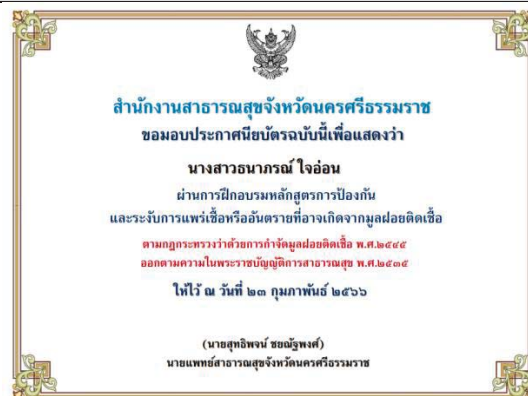 สำนักงานสาธารณสุขจังหวัดนครศรีธรรมราช
ขอมอบประกาศนียบัตรฉบับนี้เพื่อแสดงว่า
นางสาวธนาภรณ์ ใจอ่อน
ผ่านการฝึกอบรมหลักสูตรการป้องกัน
และระงับการแพร่เชื้อหรืออันตรายที่อาจเกิดจากมูลฝอยติดเชื้อ
ตามกฎกระทรวงว่าด้วยการกำจัดมูลฝอยติดเชื้อ พ.ศ.๒๕๔๕
ออกตามความในพระราชบัญญัติการสาธารณสุข พ.ศ.๒๕๓๕
ให้ไว้ ณ วันที่ ๒๓ กุมภาพันธ์ ๒๕๖๖
(นายสุทธิพจน์ ชยณัฐพงศ์)
นายแพทย์สาธารณสุขจังหวัดนครศรีธรรมราช